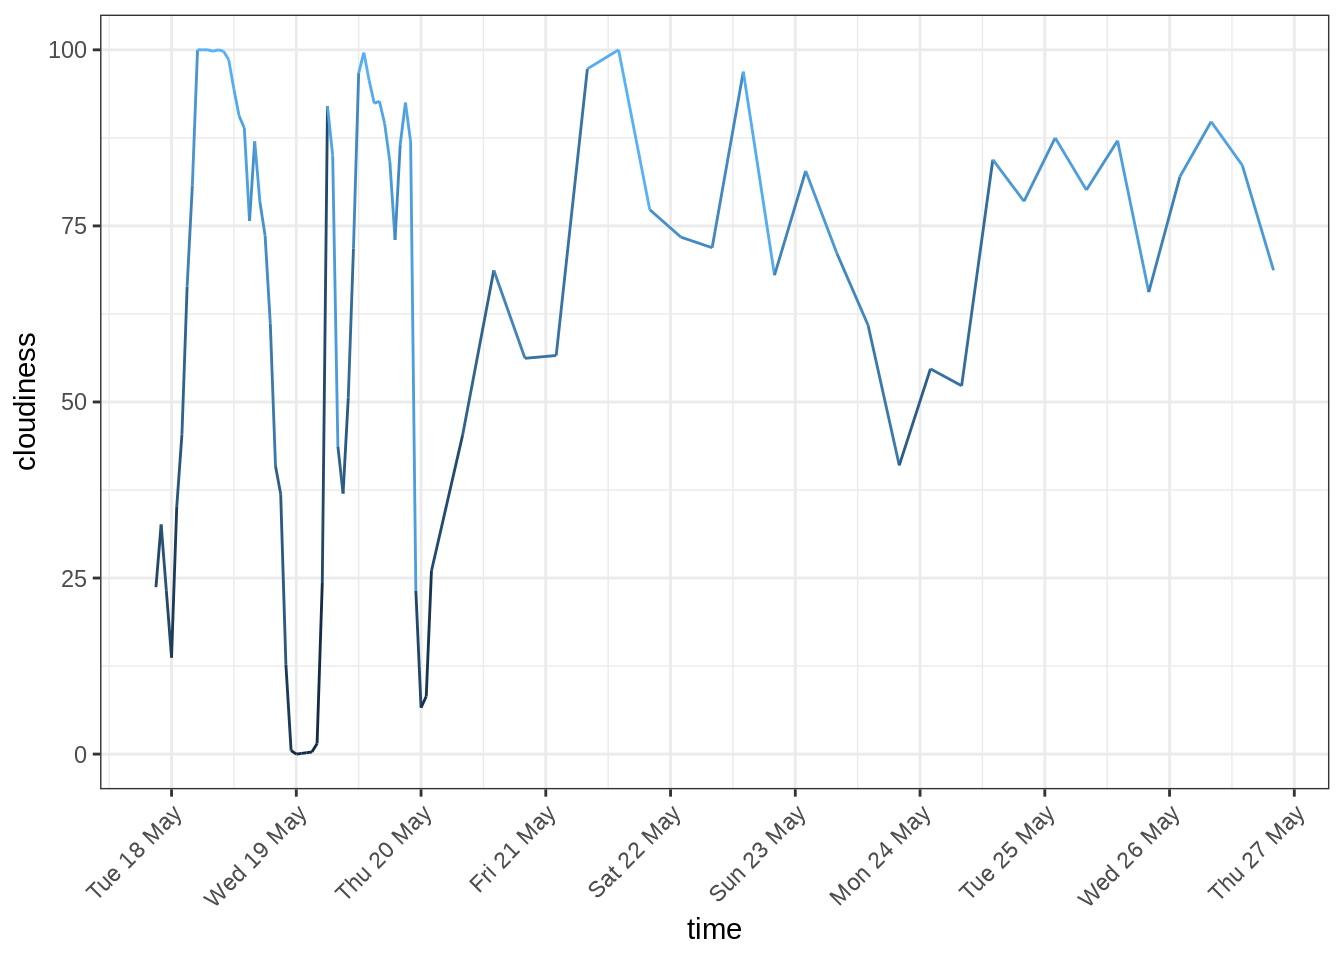 cloudiness
100
75
50
25
0
Tue 18 May
Wed 19 May
Thu 20 May
Fri 21 May
Sat 22 May
Sun 23 May
Mon 24 May
Tue 25 May
Wed 26 May
Thu 27 May
time